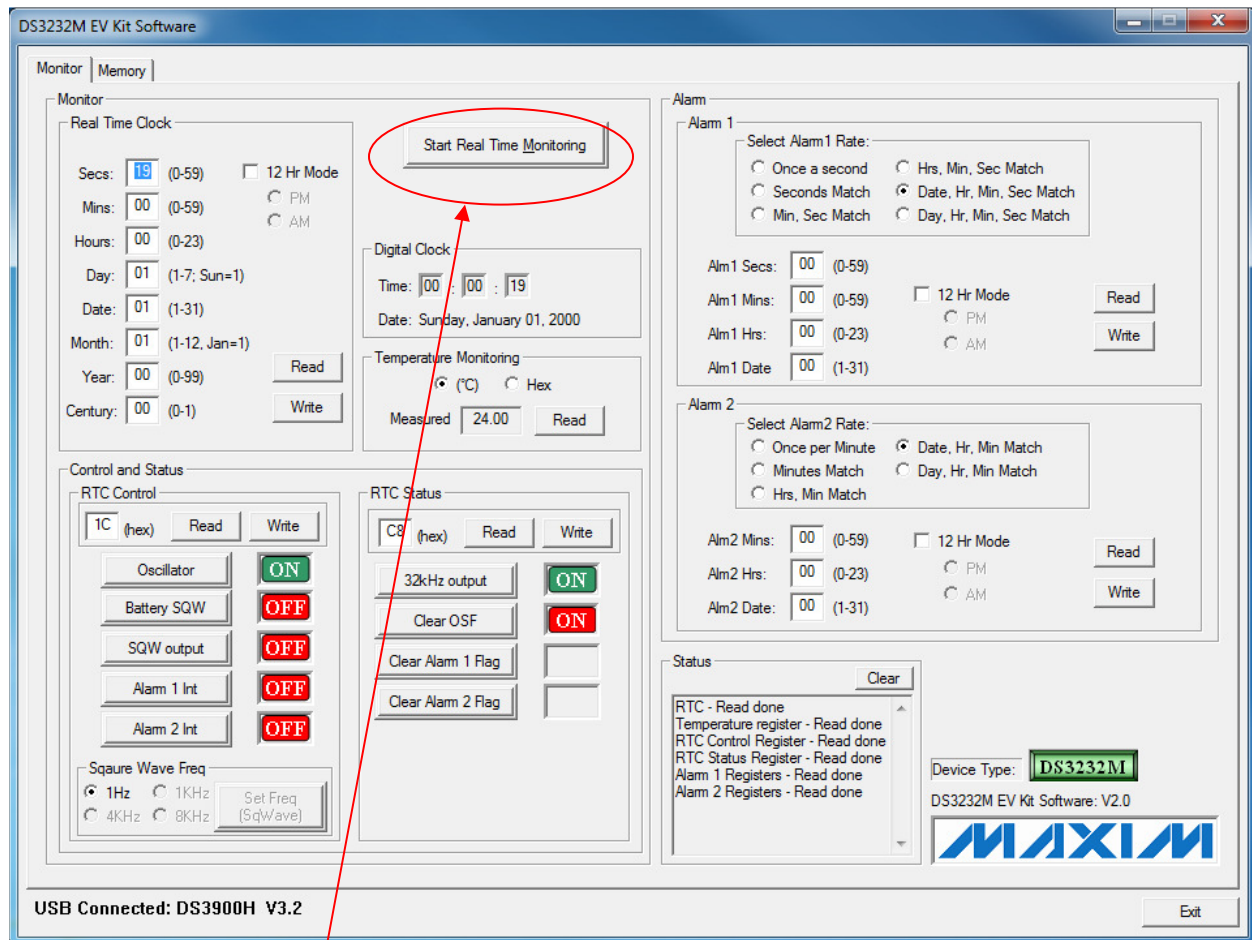 DS3232M EV Kit Software
Monitor
Memory
Monitor
Real Time Clock
Secs: 19 (0-59)
12 Hr Mode
PM
AM
Mins: 00 (0-59)
Hours: 00 (0-23)
Day: 01 (1-7; Sun=1)
Date: 01 (1-31)
Month: 01 (1-12, Jan=1)
Year: 00 (0-99)
Century: 00 (0-1)
Read
Write
Start Real Time Monitoring
Digital Clock
Time: 00 : 00 : 19
Date: Sunday, January 01, 2000
Temperature Monitoring
(°C) Hex
Measured 24.00 Read
Control and Status
RTC Control
1C (hex) Read Write
Oscillator ON
Battery SQW OFF
SQW output OFF
Alarm 1 Int OFF
Alarm 2 Int OFF
Sqaure Wave Freq
1Hz 1KHz
4KHz 8KHz
Set Freq
(SqWave)
RTC Status
C8 (hex) Read Write
32kHz output ON
Clear OSF ON
Clear Alarm 1 Flag
Clear Alarm 2 Flag
Alarm
Alarm 1
Select Alarm1 Rate:
Once a second Hrs, Min, Sec Match
Seconds Match Date, Hr, Min, Sec Match
Min, Sec Match Day, Hr, Min, Sec Match
Alm1 Secs: 00 (0-59)
Alm1 Mins: 00 (0-59)
Alm1 Hrs: 00 (0-23)
Alm1 Date 00 (1-31)
12 Hr Mode
PM
AM
Read
Write
Alarm 2
Select Alarm2 Rate:
Once per Minute Date, Hr, Min Match
Minutes Match Day, Hr, Min Match
Hrs, Min Match
Alm2 Mins: 00 (0-59)
Alm2 Hrs: 00 (0-23)
Alm2 Date: 00 (1-31)
12 Hr Mode
PM
AM
Read
Write
Status
Clear
RTC - Read done
Temperature register - Read done
RTC Control Register - Read done
RTC Status Register - Read done
Alarm 1 Registers - Read done
Alarm 2 Registers - Read done
Device Type: DS3232M
DS3232M EV Kit Software: V2.0
MAXIM
USB Connected: DS3900H V3.2
Exit